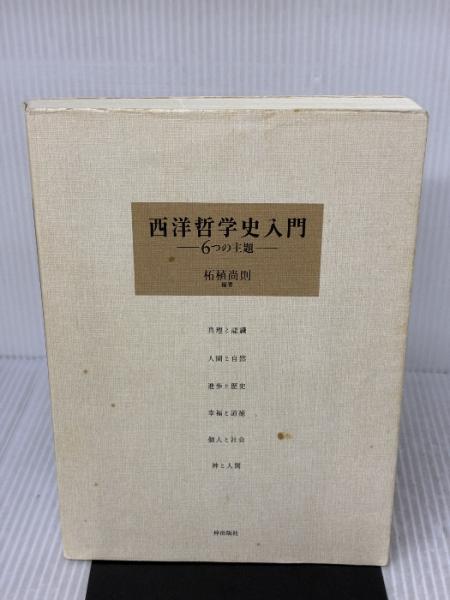 西洋哲学史入門
——6つの主題——
柘植尚則
編著
真理と認識
人間と自然
進歩と歴史
幸福と道徳
個人と社会
神と人間
梓出版社